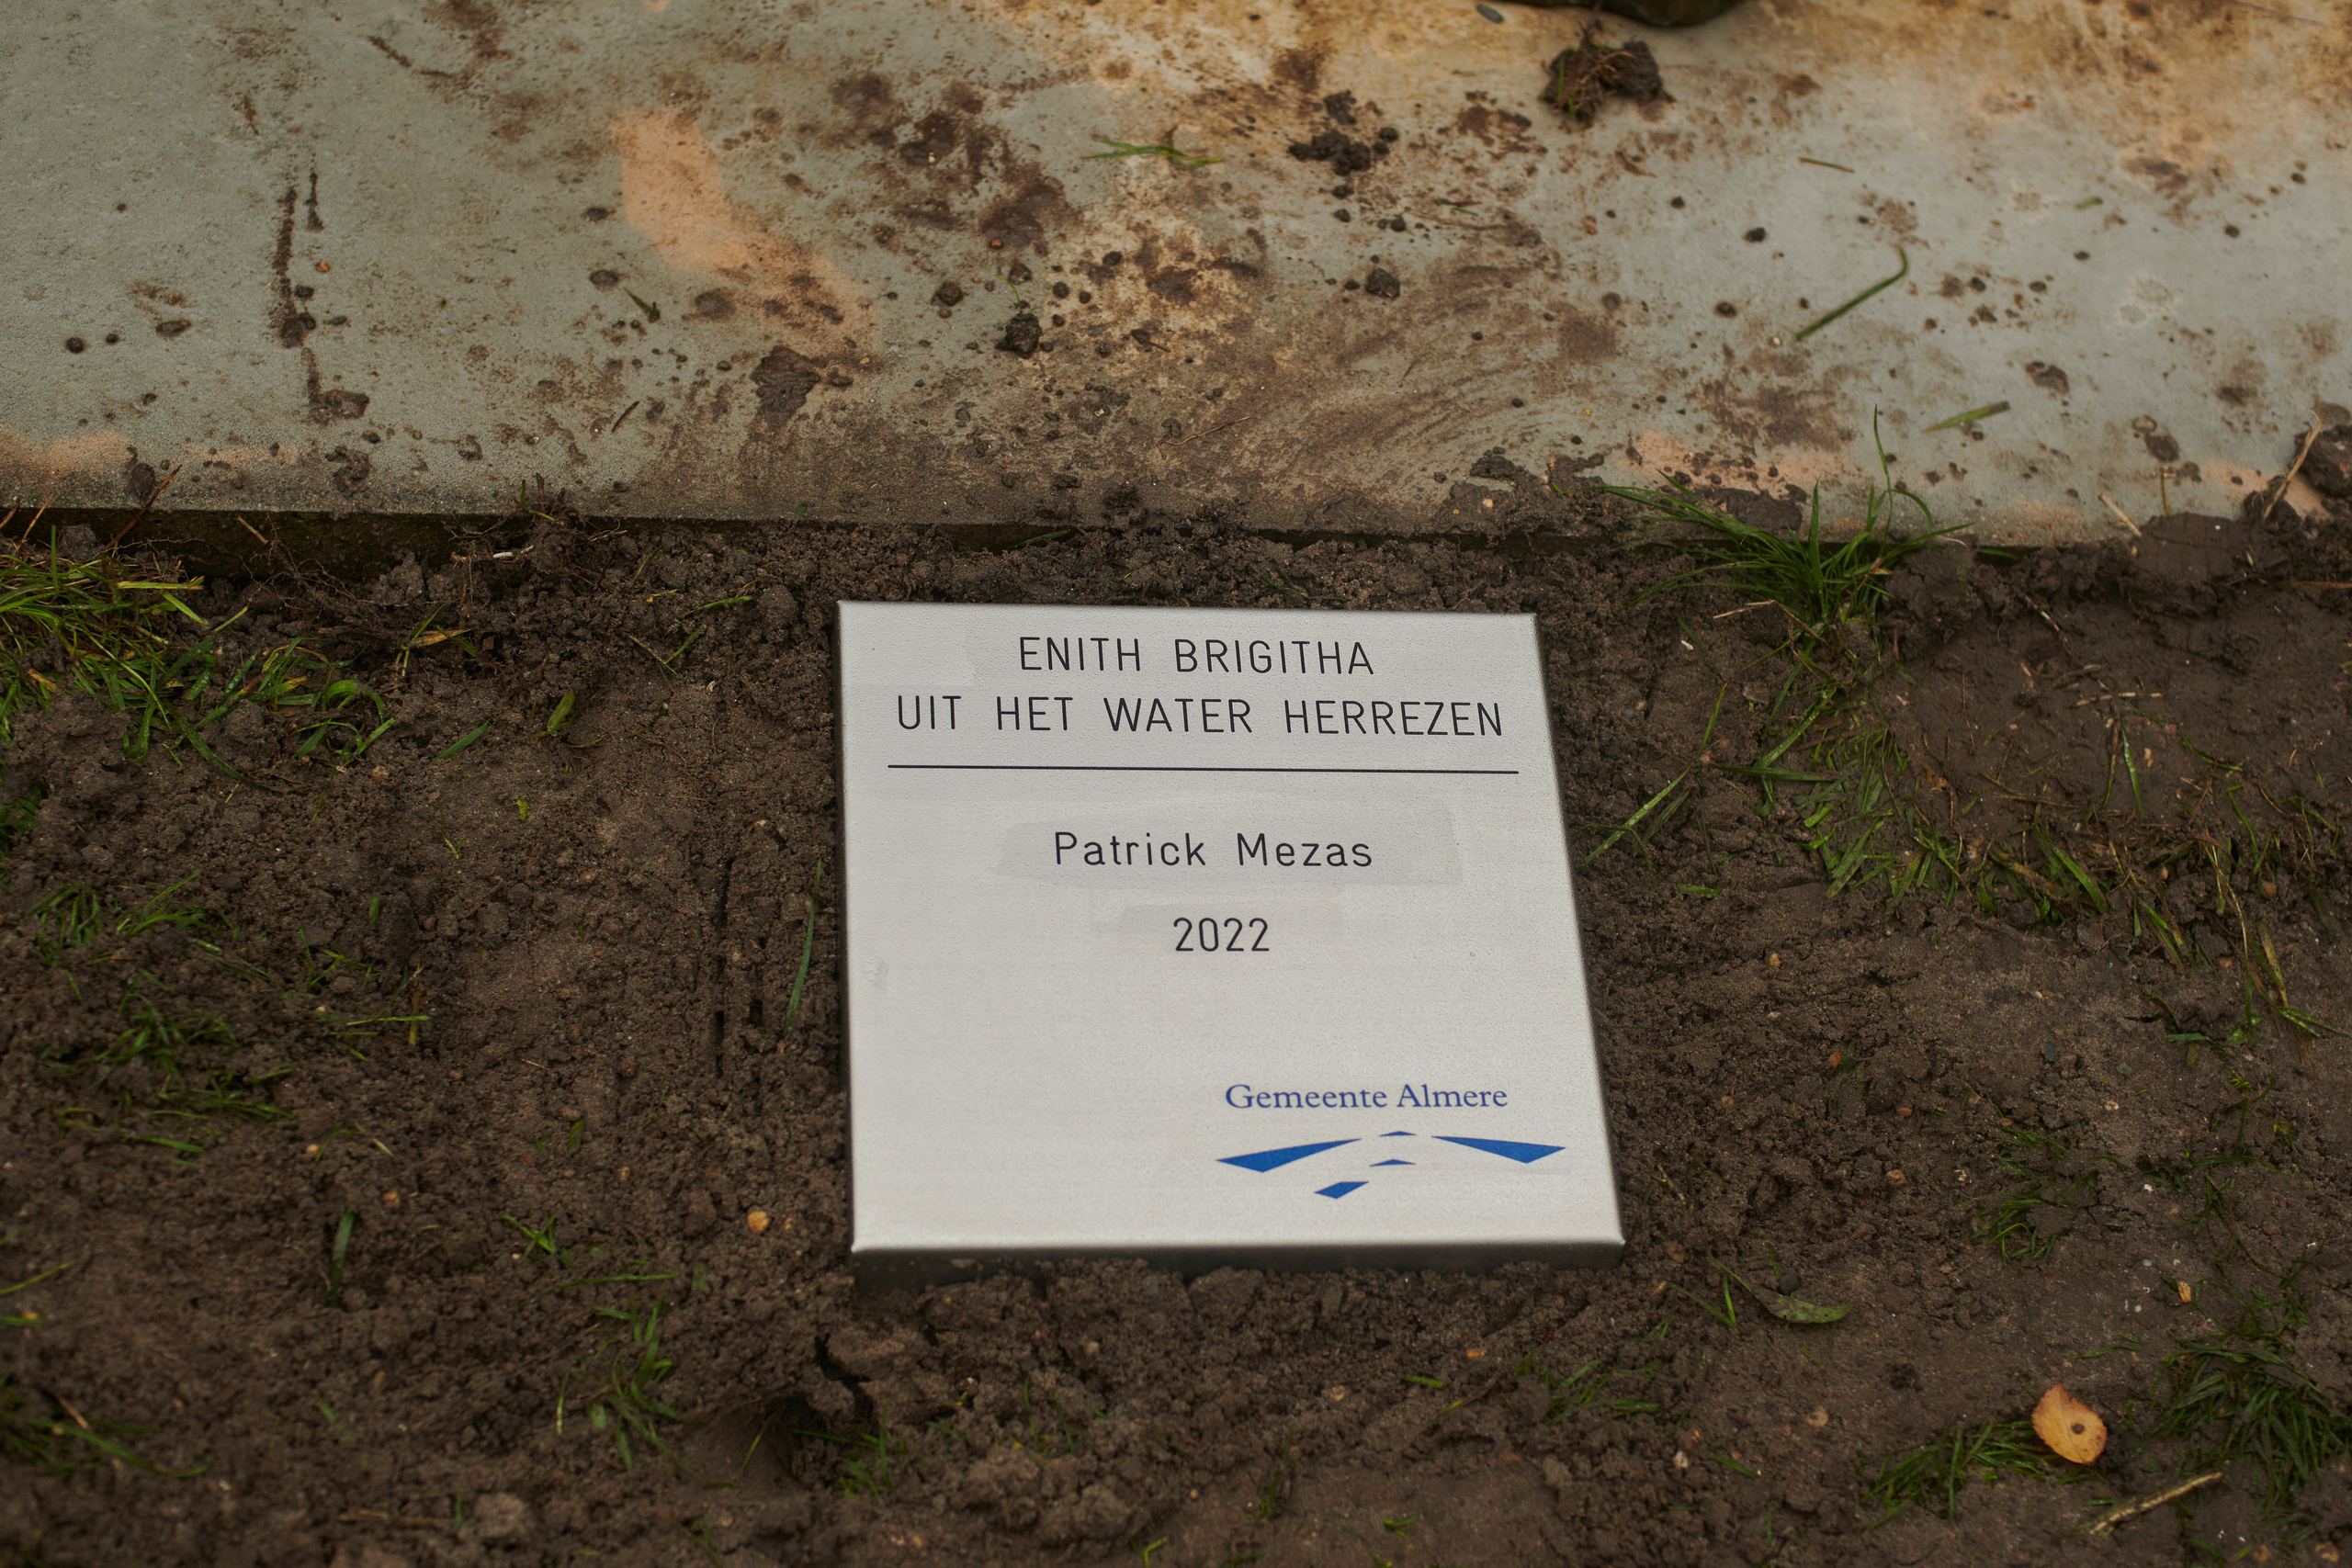 ENITH BRIGITHA
UIT HET WATER HERREZEN
Patrick Mezas
2022
Gemeente Almere